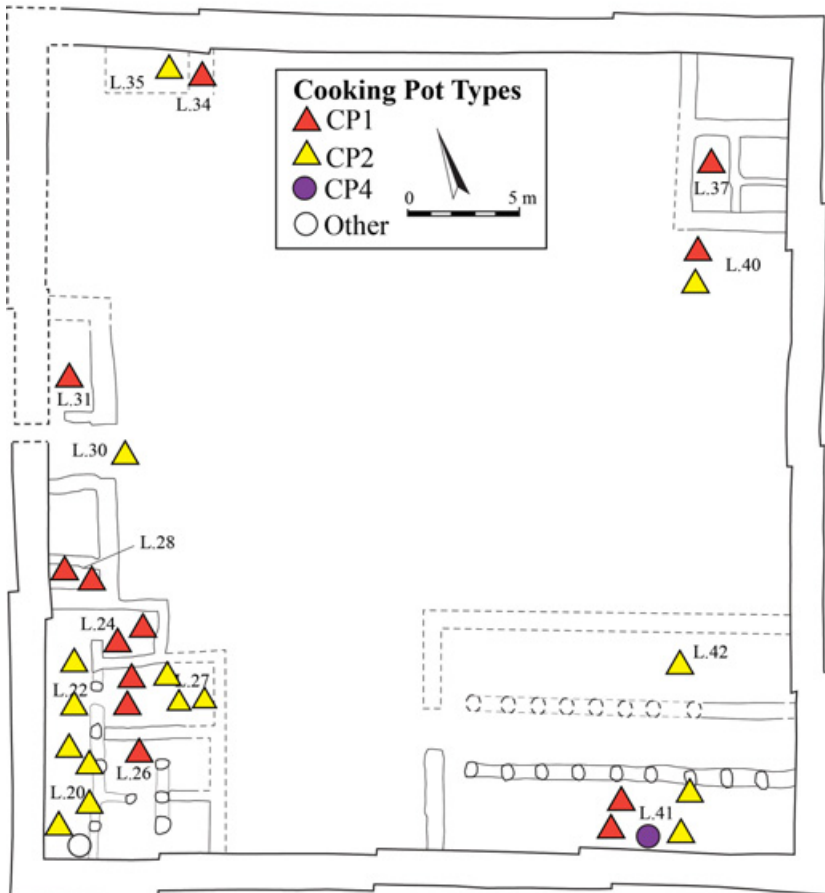 L.35
L.34
Cooking Pot Types
CP1
CP2
CP4
Other
0 5 m
L.37
L.40
L.31
L.30
L.28
L.24
L.42
L.22
L.27
L.26
L.20
L.41